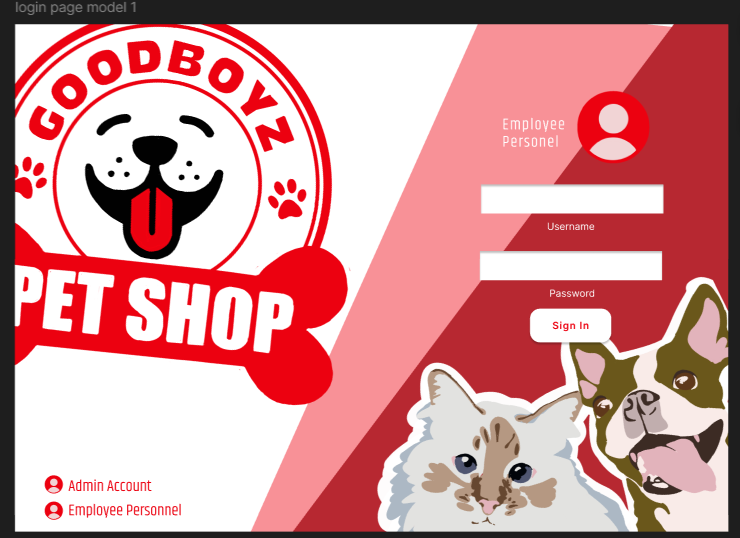 login page model 1
GOODBOYZ
PET SHOP
Employee
Personel
Username
Password
Sign In
Admin Account
Employee Personnel